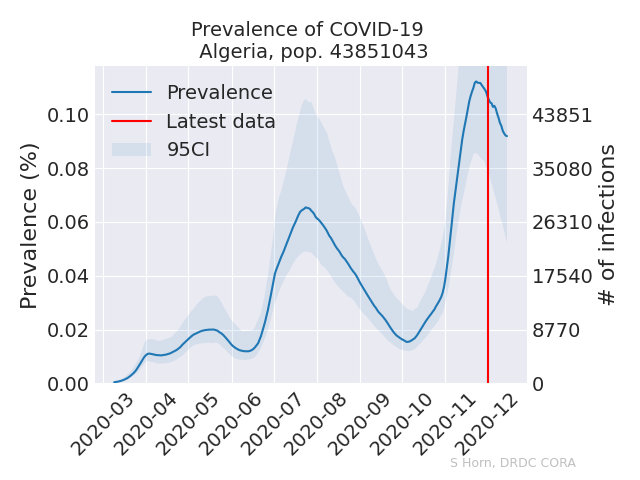 Prevalence of COVID-19
Algeria, pop. 43851043
Prevalence
Latest data
95CI
Prevalence (%)
0.10
0.08
0.06
0.04
0.02
0.00
43851
35080
26310
17540
8770
0
# of infections
2020-03
2020-04
2020-05
2020-06
2020-07
2020-08
2020-09
2020-10
2020-11
2020-12
S Horn, DRDC CORA